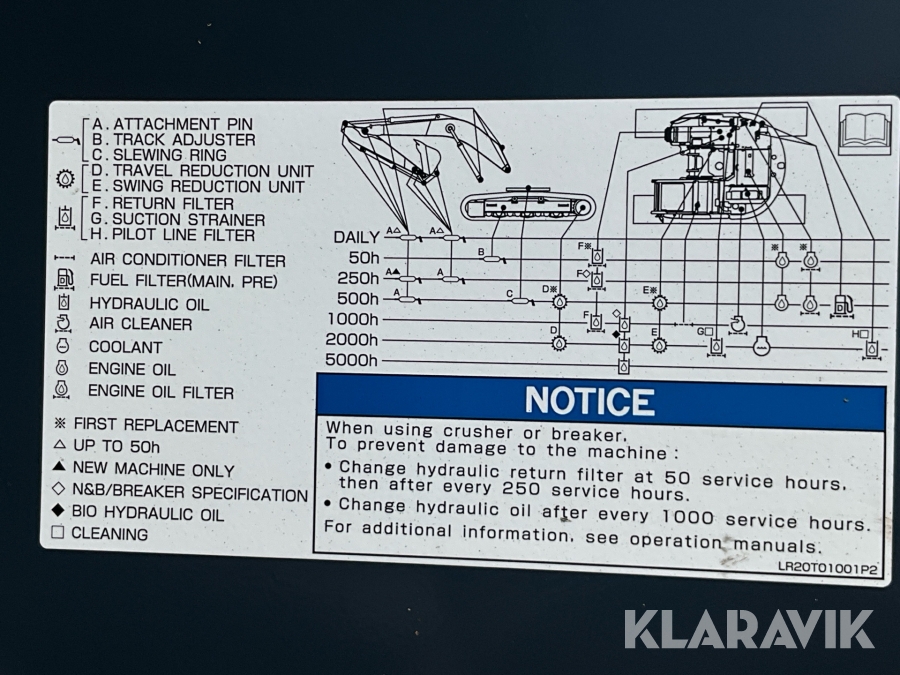 A. ATTACHMENT PIN
B. TRACK ADJUSTER
C. SLEWING RING
D. TRAVEL REDUCTION UNIT
E. SWING REDUCTION UNIT
F. RETURN FILTER
G. SUCTION STRAINER
H. PILOT LINE FILTER
AIR CONDITIONER FILTER
FUEL FILTER(MAIN. PRE)
HYDRAULIC OIL
AIR CLEANER
COOLANT
ENGINE OIL
ENGINE OIL FILTER
※ FIRST REPLACEMENT
△ UP TO 50h
▲ NEW MACHINE ONLY
◇ N&B/BREAKER SPECIFICATION
◆ BIO HYDRAULIC OIL
□ CLEANING
DAILY A△ A△
50h B F※ ※ ※
250h A▲ A F◇
500h A C D※ E※
1000h F ◇
2000h D ◆ E G□ H□
5000h
NOTICE
When using crusher or breaker.
To prevent damage to the machine :
• Change hydraulic return filter at 50 service hours.
then after every 250 service hours.
• Change hydraulic oil after every 1000 service hours.
For additional information. see operation manuals.
LR20T01001P2
KLARAVIK